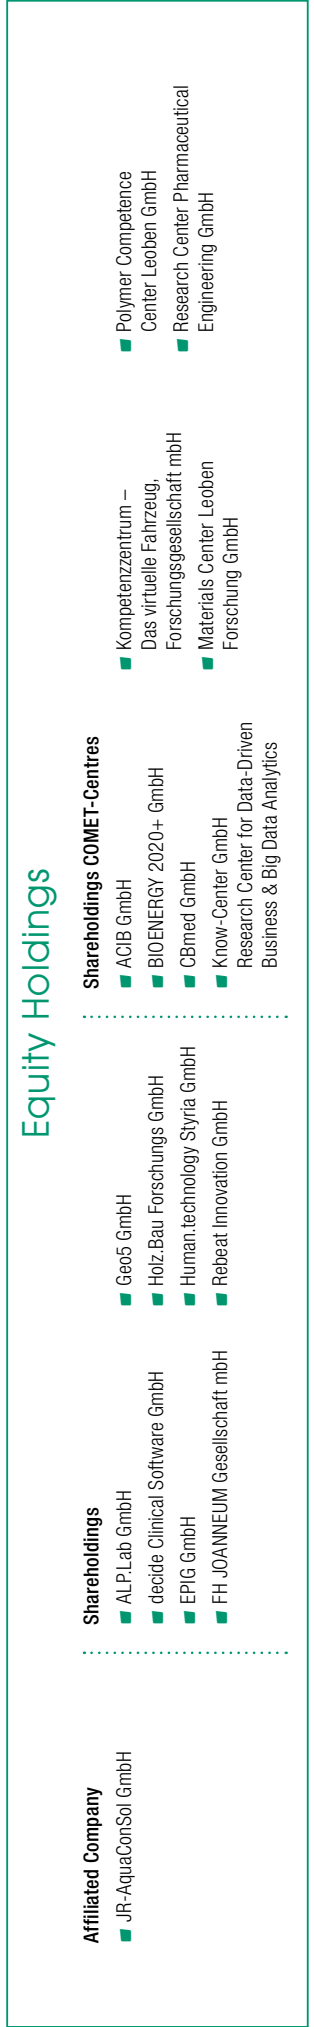 Equity Holdings
Affiliated Company
JR-AquaConSol GmbH
Shareholdings
ALP.Lab GmbH
decide Clinical Software GmbH
EPIG GmbH
FH JOANNEUM Gesellschaft mbH
Geo5 GmbH
Holz.Bau Forschungs GmbH
Human.technology Styria GmbH
Rebeat Innovation GmbH
Shareholdings COMET-Centres
ACIB GmbH
BIOENERGY 2020+ GmbH
CBmed GmbH
Know-Center GmbH
Research Center for Data-Driven
Business & Big Data Analytics
Kompetenzzentrum –
Das virtuelle Fahrzeug,
Forschungsgesellschaft mbH
Materials Center Leoben
Forschung GmbH
Polymer Competence
Center Leoben GmbH
Research Center Pharmaceutical
Engineering GmbH